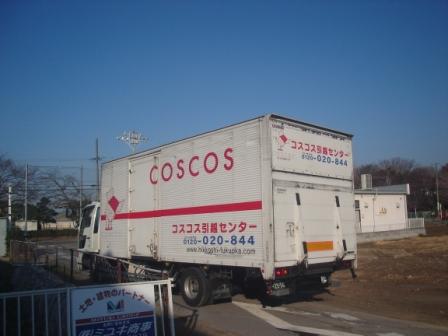 COSCOS
コスコス引越センター
0120-020-844
www.hikkoshi-fukuoka.com
コスコス引越センター
0120-020-844
土地・建物のパートナー